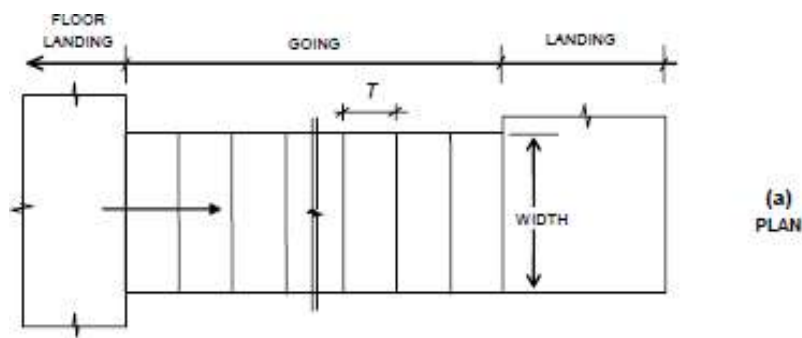 FLOOR
LANDING
GOING
LANDING
T
WIDTH
(a)
PLAN